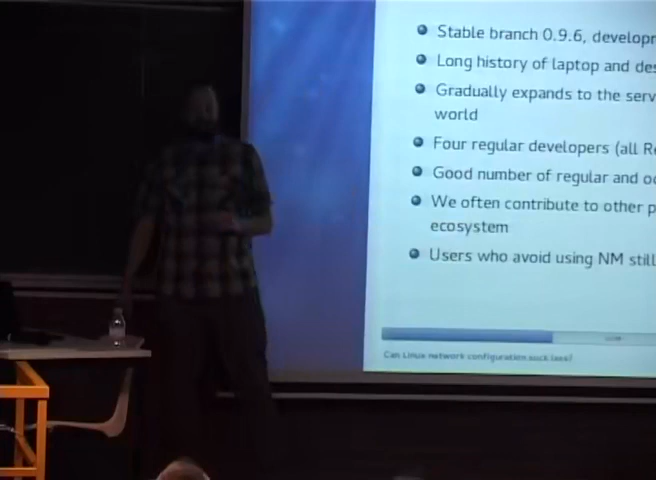 Stable branch 0.9.6, developm
Long history of laptop and des
Gradually expands to the serv
world
Four regular developers (all Re
Good number of regular and oc
We often contribute to other p
ecosystem
Users who avoid using NM still
Can Linux network configuration suck less?